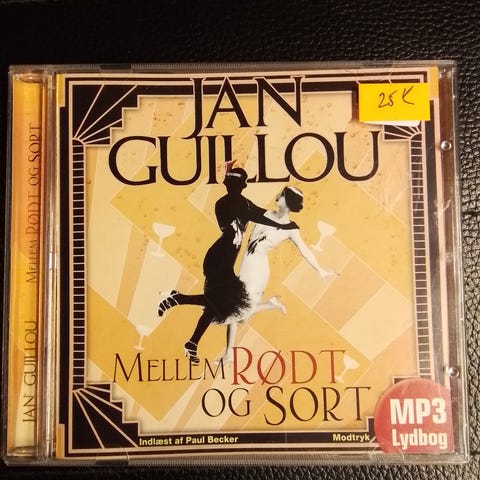 JAN
GUILLOU
25 K
MELLEM RØDT
OG SORT
Indlæst af Paul Becker
Modtryk
MP3
Lydbog
JAN GUILLOU MELLEM RØDT OG SORT